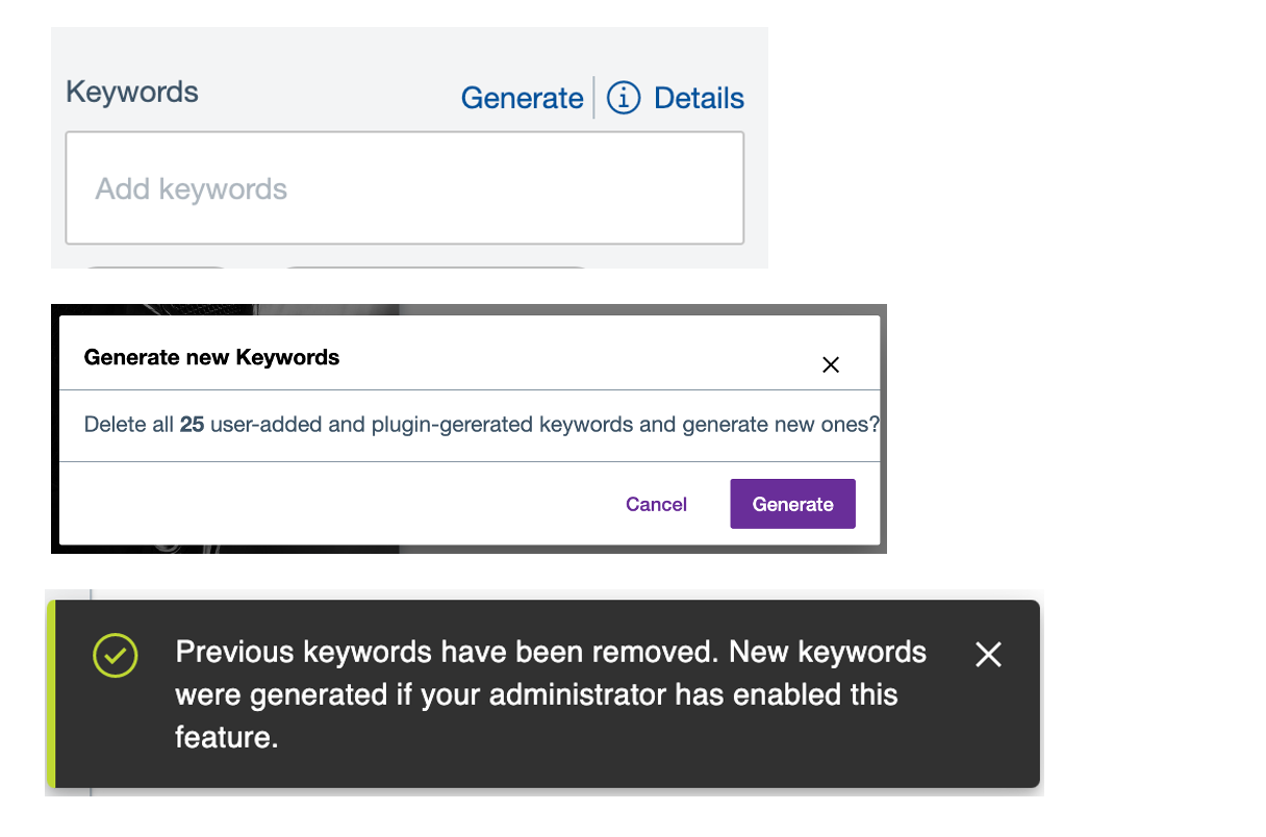 Keywords
Generate Details
Add keywords
Generate new Keywords
Delete all 25 user-added and plugin-gererated keywords and generate new ones?
Cancel Generate
Previous keywords have been removed. New keywords
were generated if your administrator has enabled this
feature.